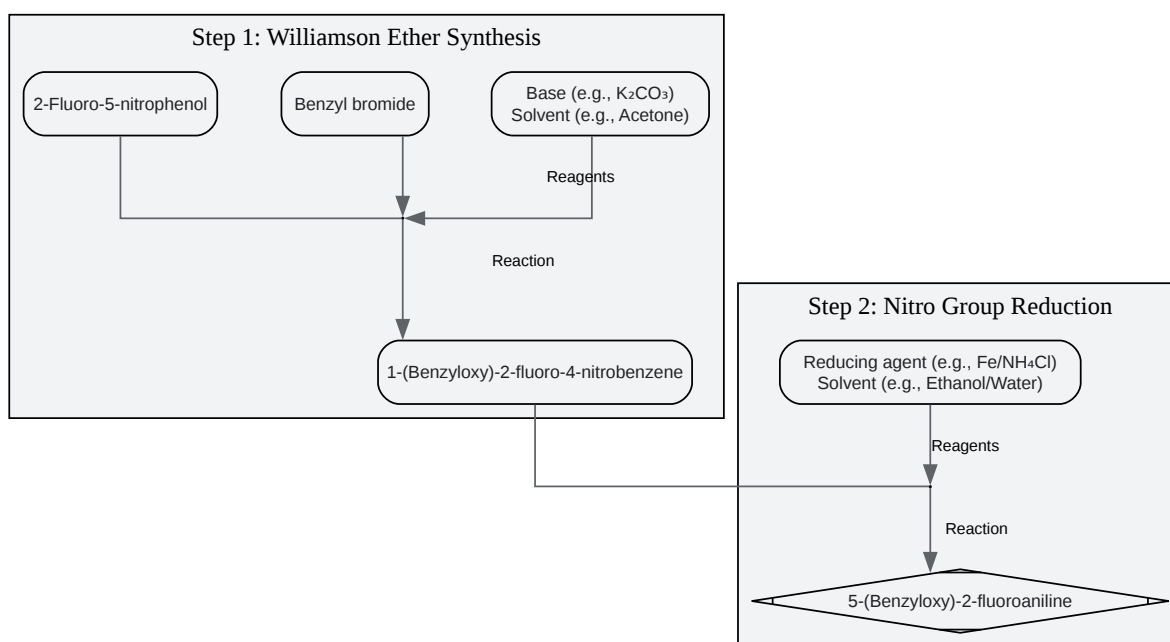 Step 1: Williamson Ether Synthesis
2-Fluoro-5-nitrophenol
Benzyl bromide
Base (e.g., K₂CO₃)
Solvent (e.g., Acetone)
Reagents
Reaction
1-(Benzyloxy)-2-fluoro-4-nitrobenzene
Step 2: Nitro Group Reduction
Reducing agent (e.g., Fe/NH₄Cl)
Solvent (e.g., Ethanol/Water)
Reagents
Reaction
5-(Benzyloxy)-2-fluoroaniline